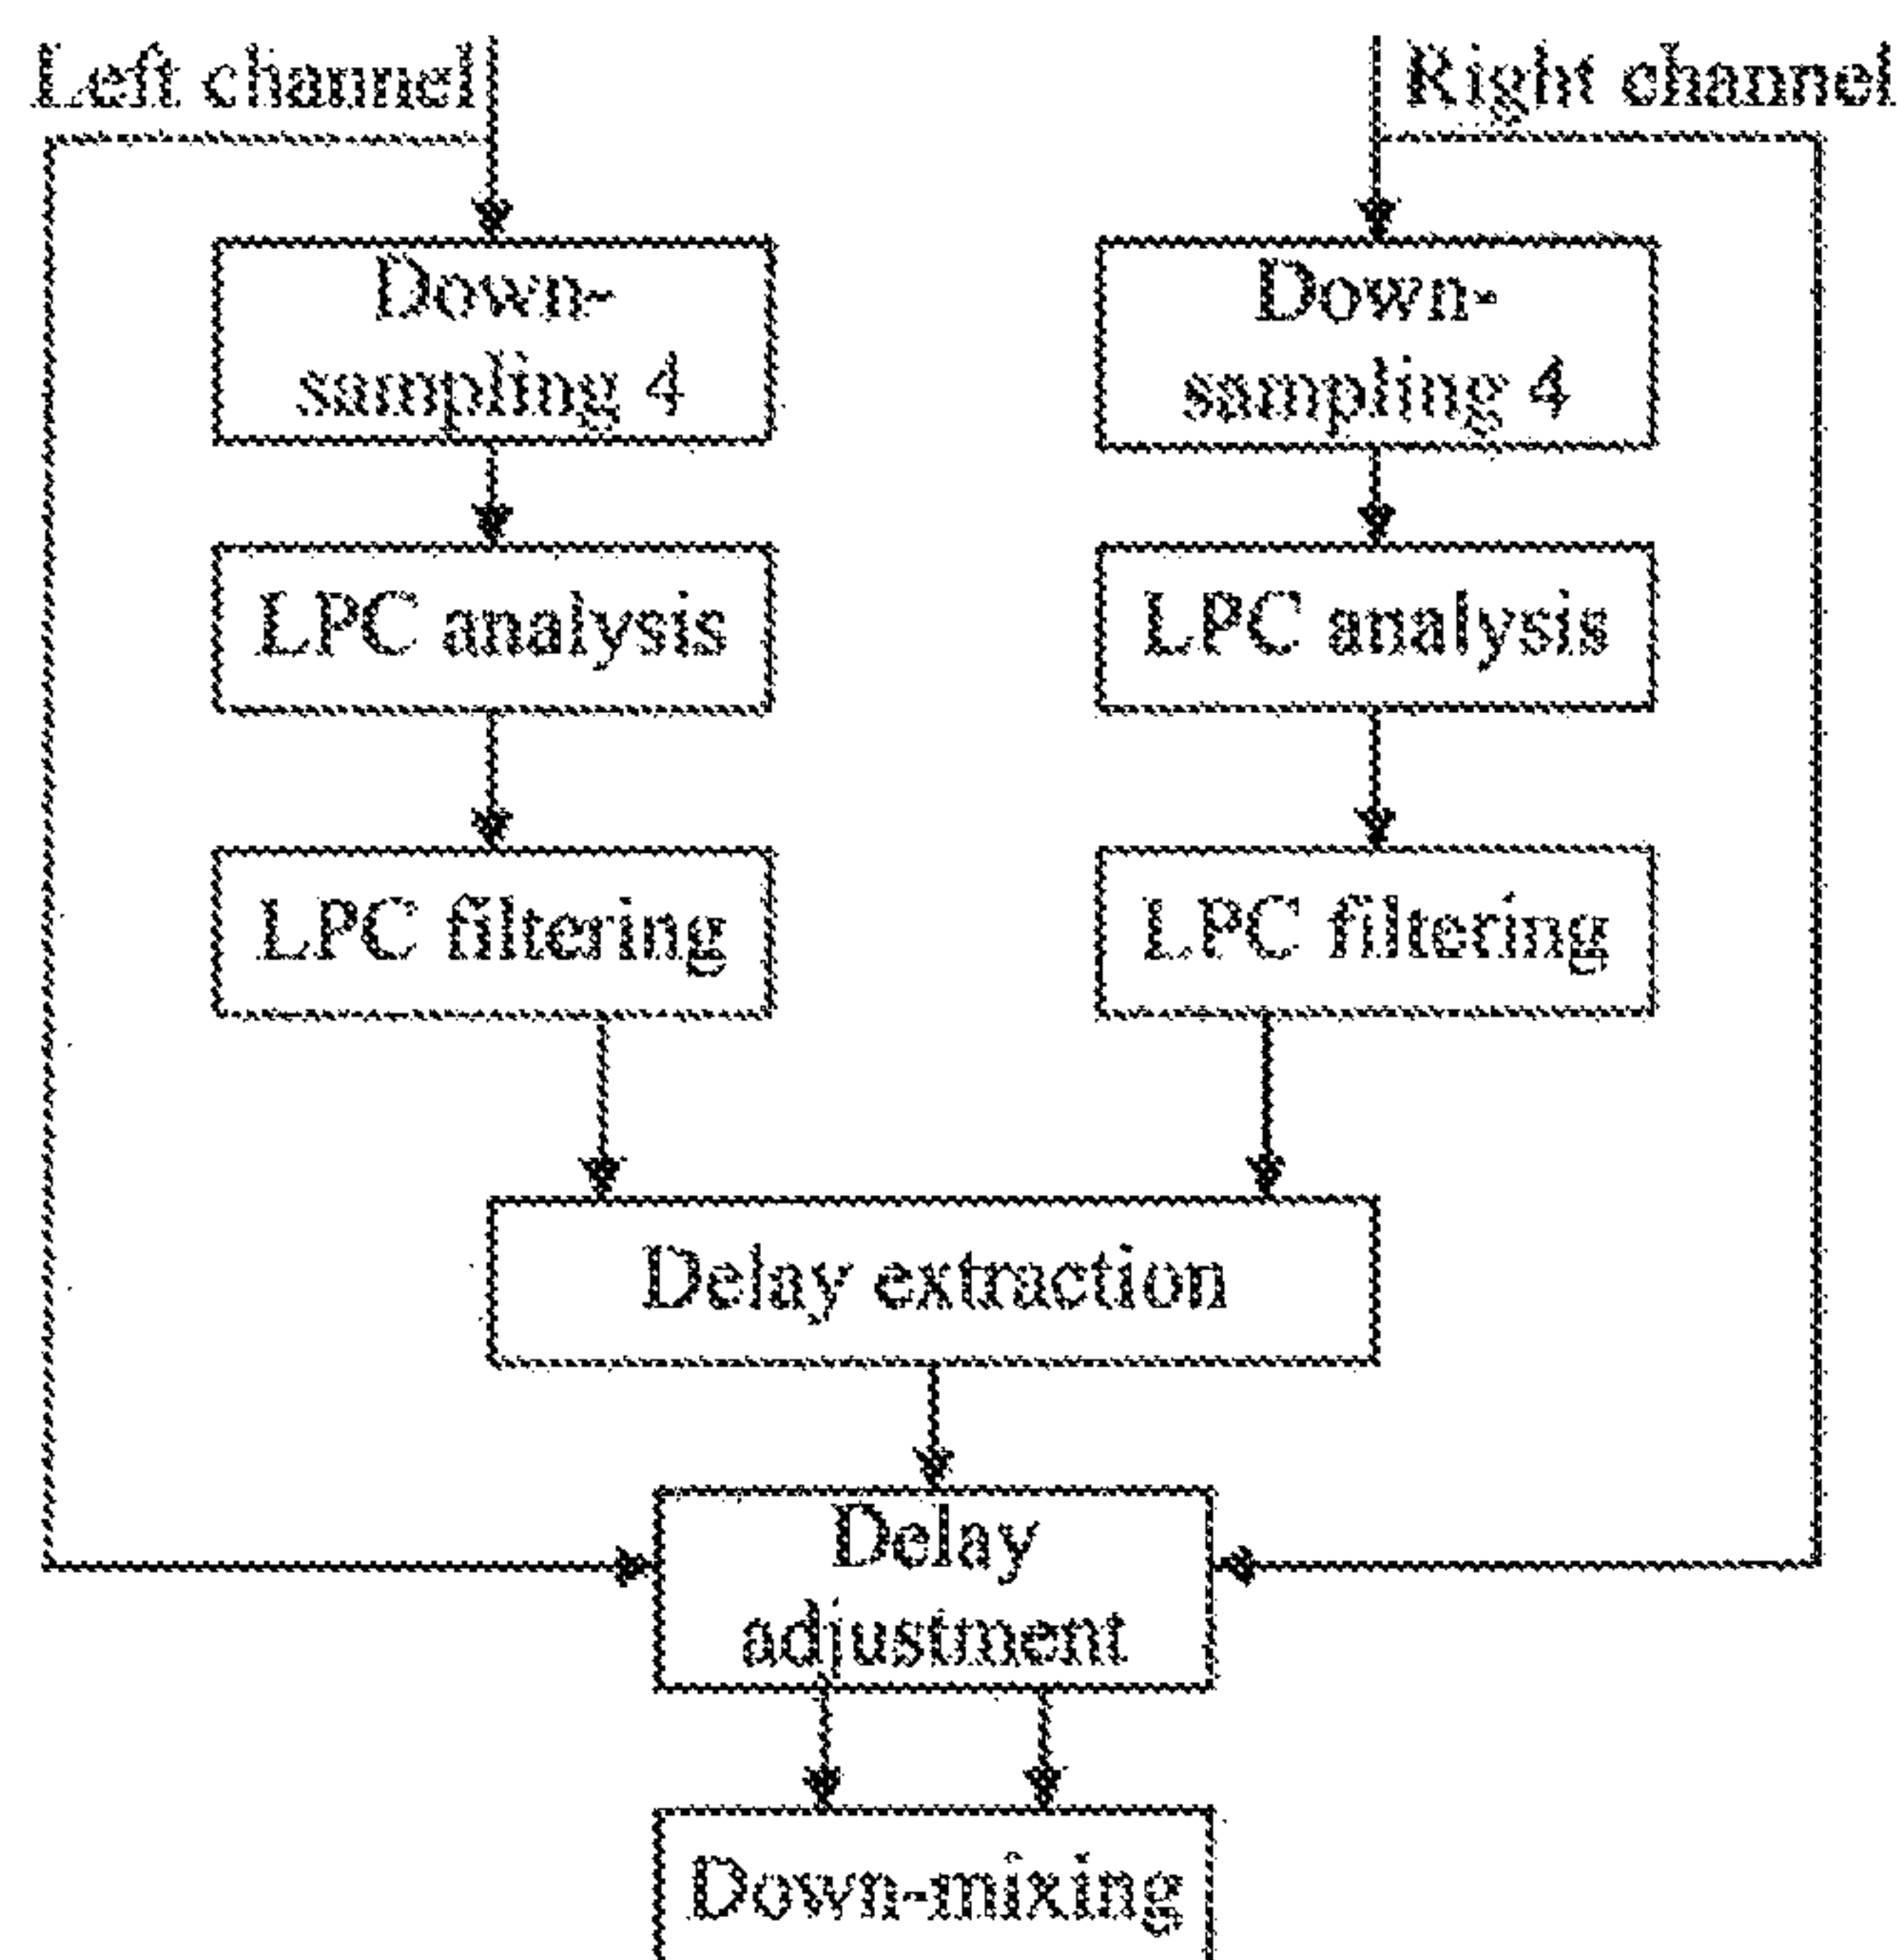 Left channel
Right channel
Down-
sampling 4
Down-
sampling 4
LPC analysis
LPC analysis
LPC filtering
LPC filtering
Delay extraction
Delay
adjustment
Down-mixing